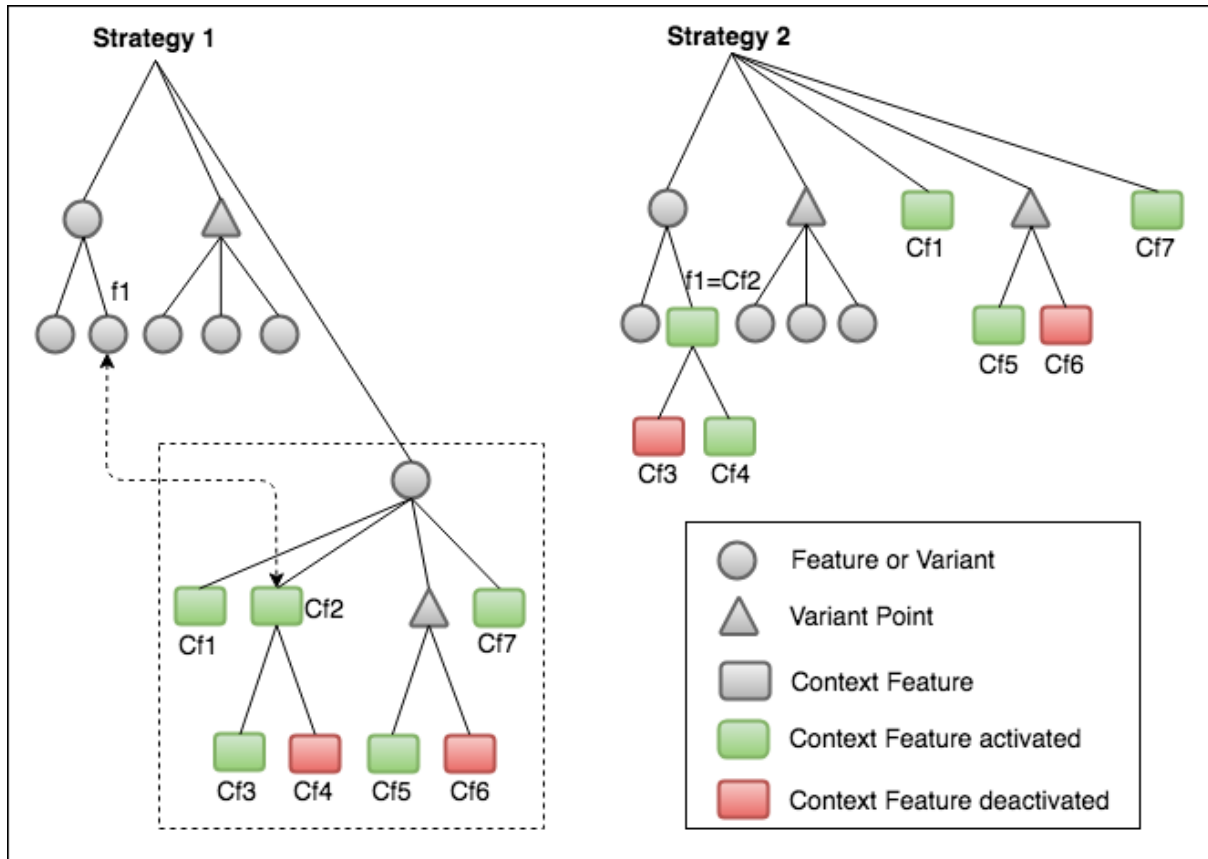 Strategy 1
f1
Cf1
Cf2
Cf7
Cf3
Cf4
Cf5
Cf6
Strategy 2
Cf1
Cf7
f1=Cf2
Cf5
Cf6
Cf3
Cf4
Feature or Variant
Variant Point
Context Feature
Context Feature activated
Context Feature deactivated